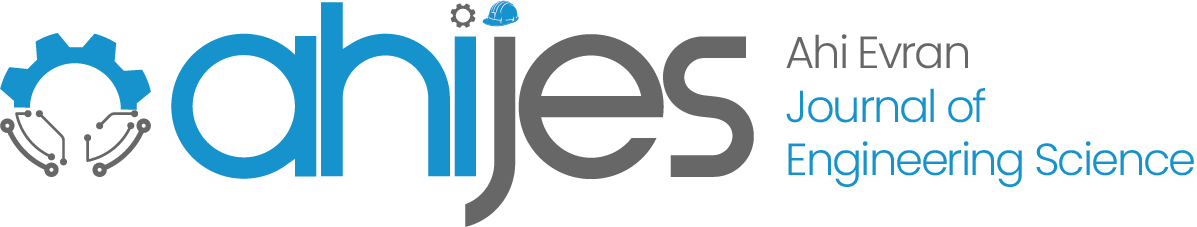 ahijes
Ahi Evran
Journal of
Engineering Science